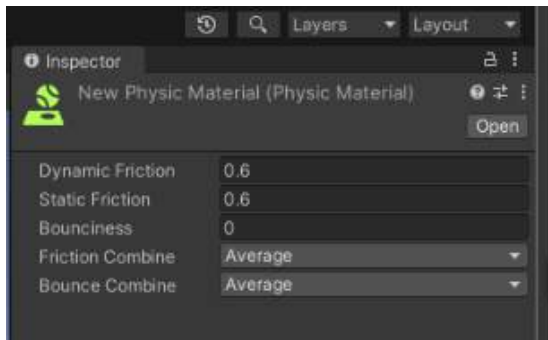 Layers Layout
Inspector
New Physic Material (Physic Material)
Open
Dynamic Friction 0.6
Static Friction 0.6
Bounciness 0
Friction Combine Average
Bounce Combine Average